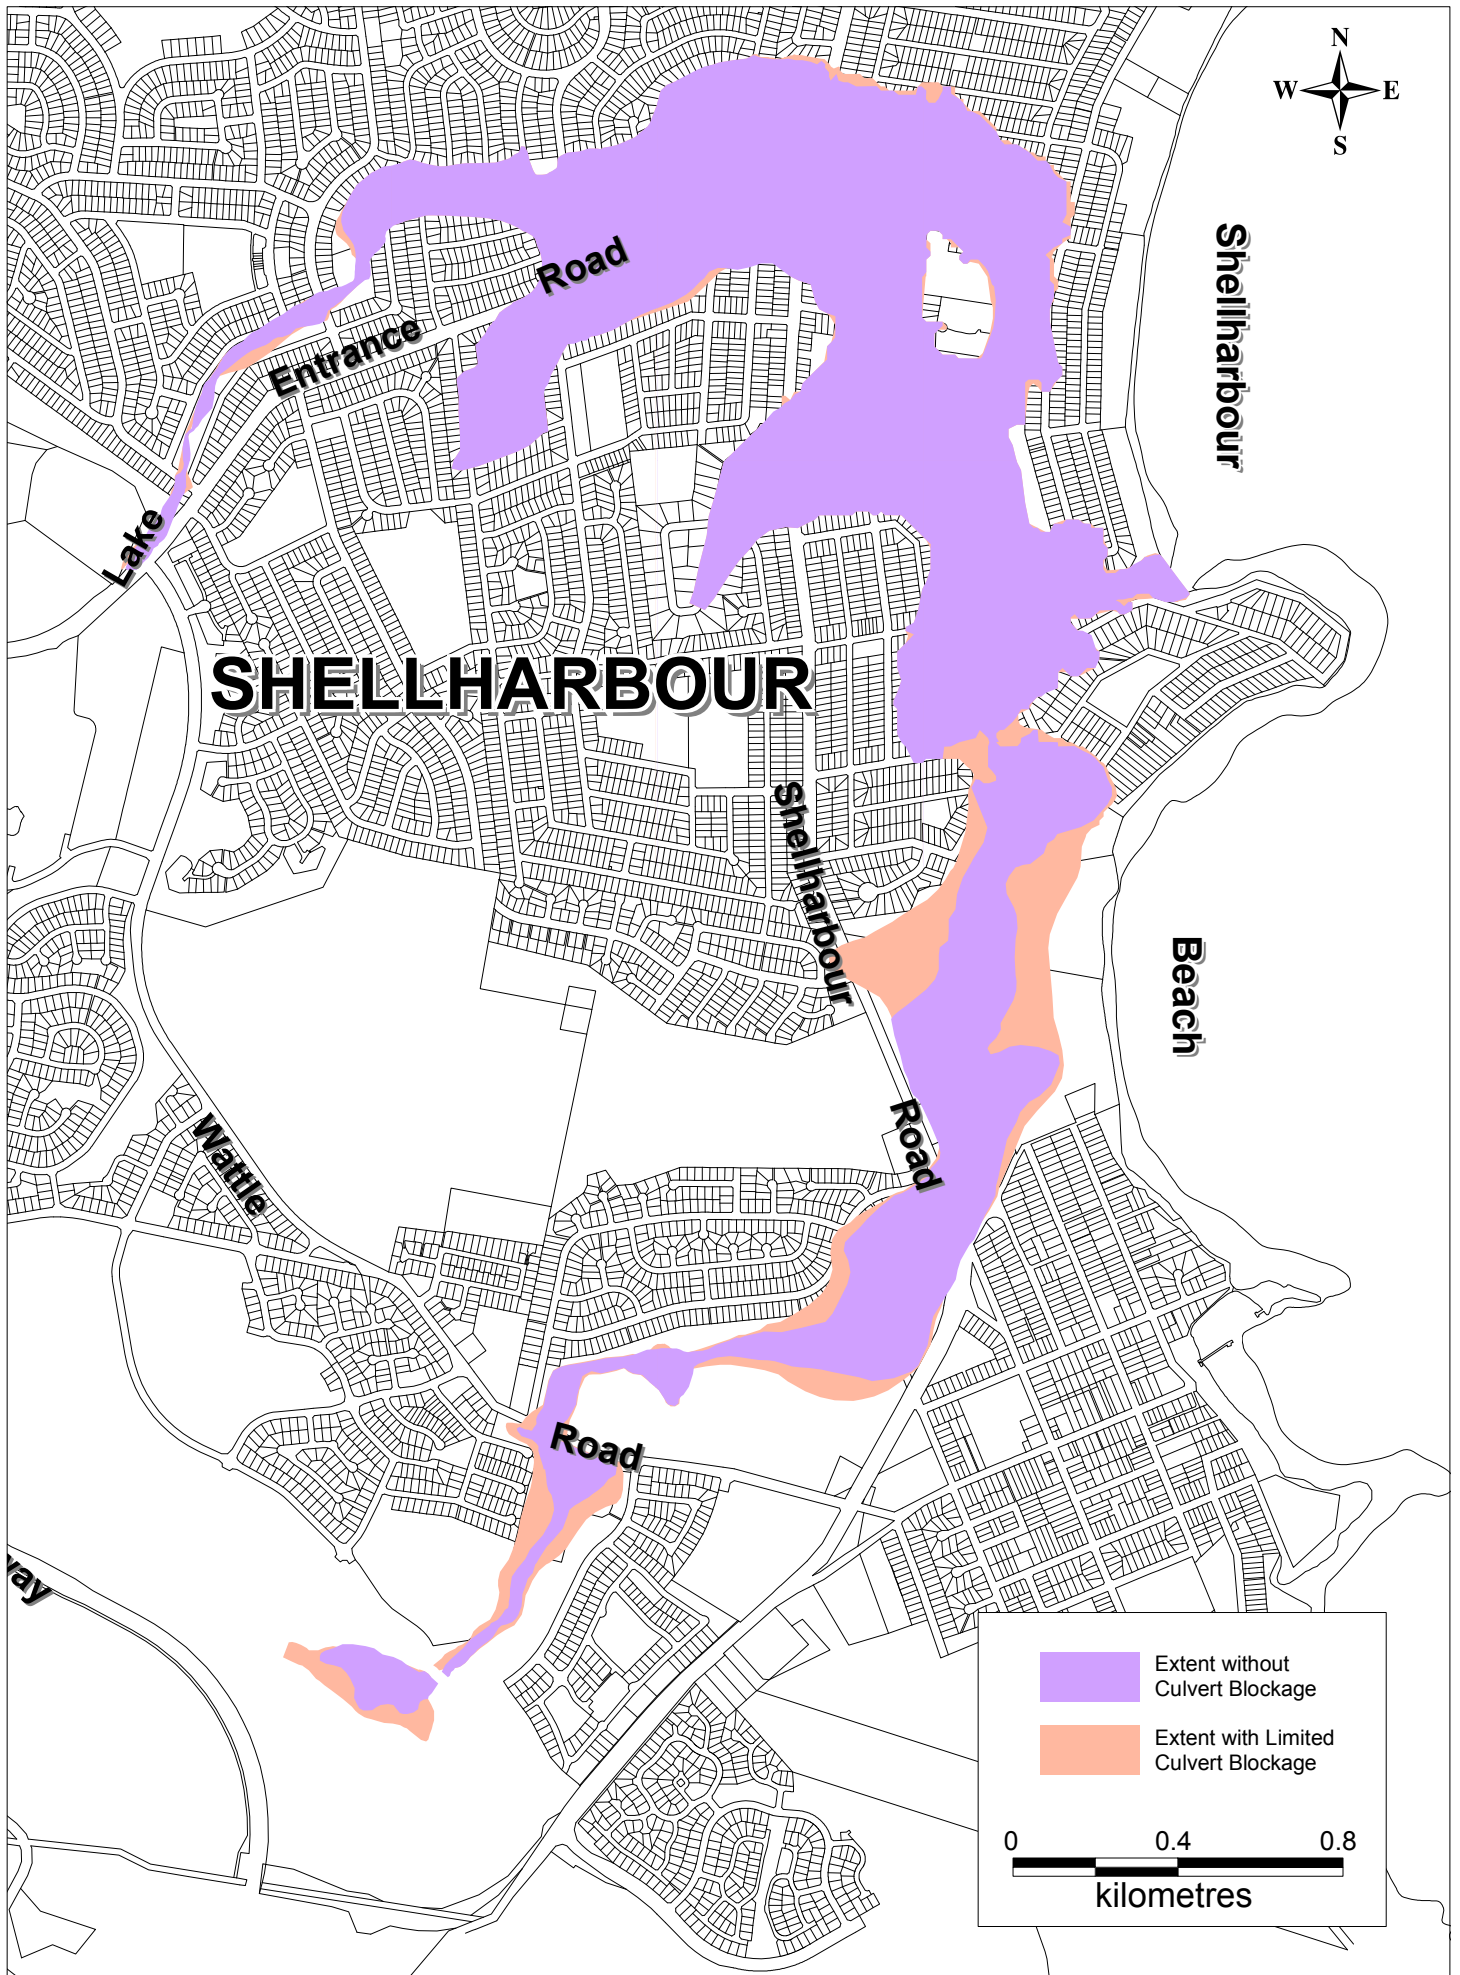 N
W E
S
Shellharbour
Road
Entrance
Lake
SHELLHARBOUR
Shellharbour
Beach
Road
Wattle
Road
way
Extent without
Culvert Blockage
Extent with Limited
Culvert Blockage
0 0.4 0.8
kilometres